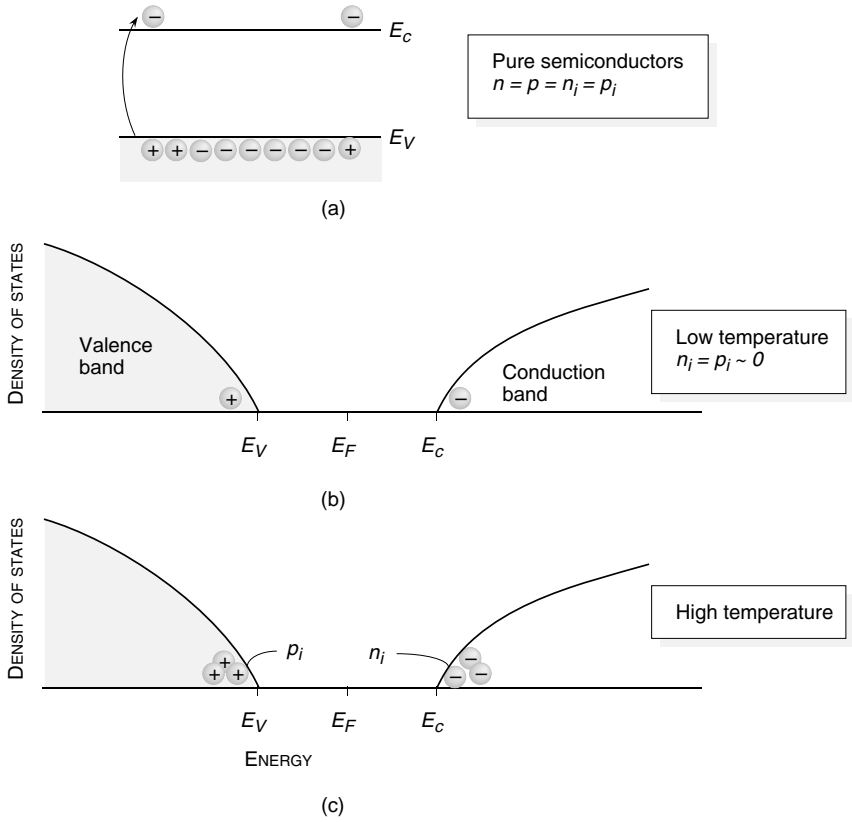 − −
E_c
Pure semiconductors
n = p = n_i = p_i
E_V
+ + − − − − − − +
(a)
DENSITY OF STATES
Valence
band
+
Conduction
band
−
Low temperature
n_i = p_i ~ 0
E_V E_F E_c
(b)
DENSITY OF STATES
High temperature
p_i n_i
+ + +
− − −
E_V E_F E_c
ENERGY
(c)